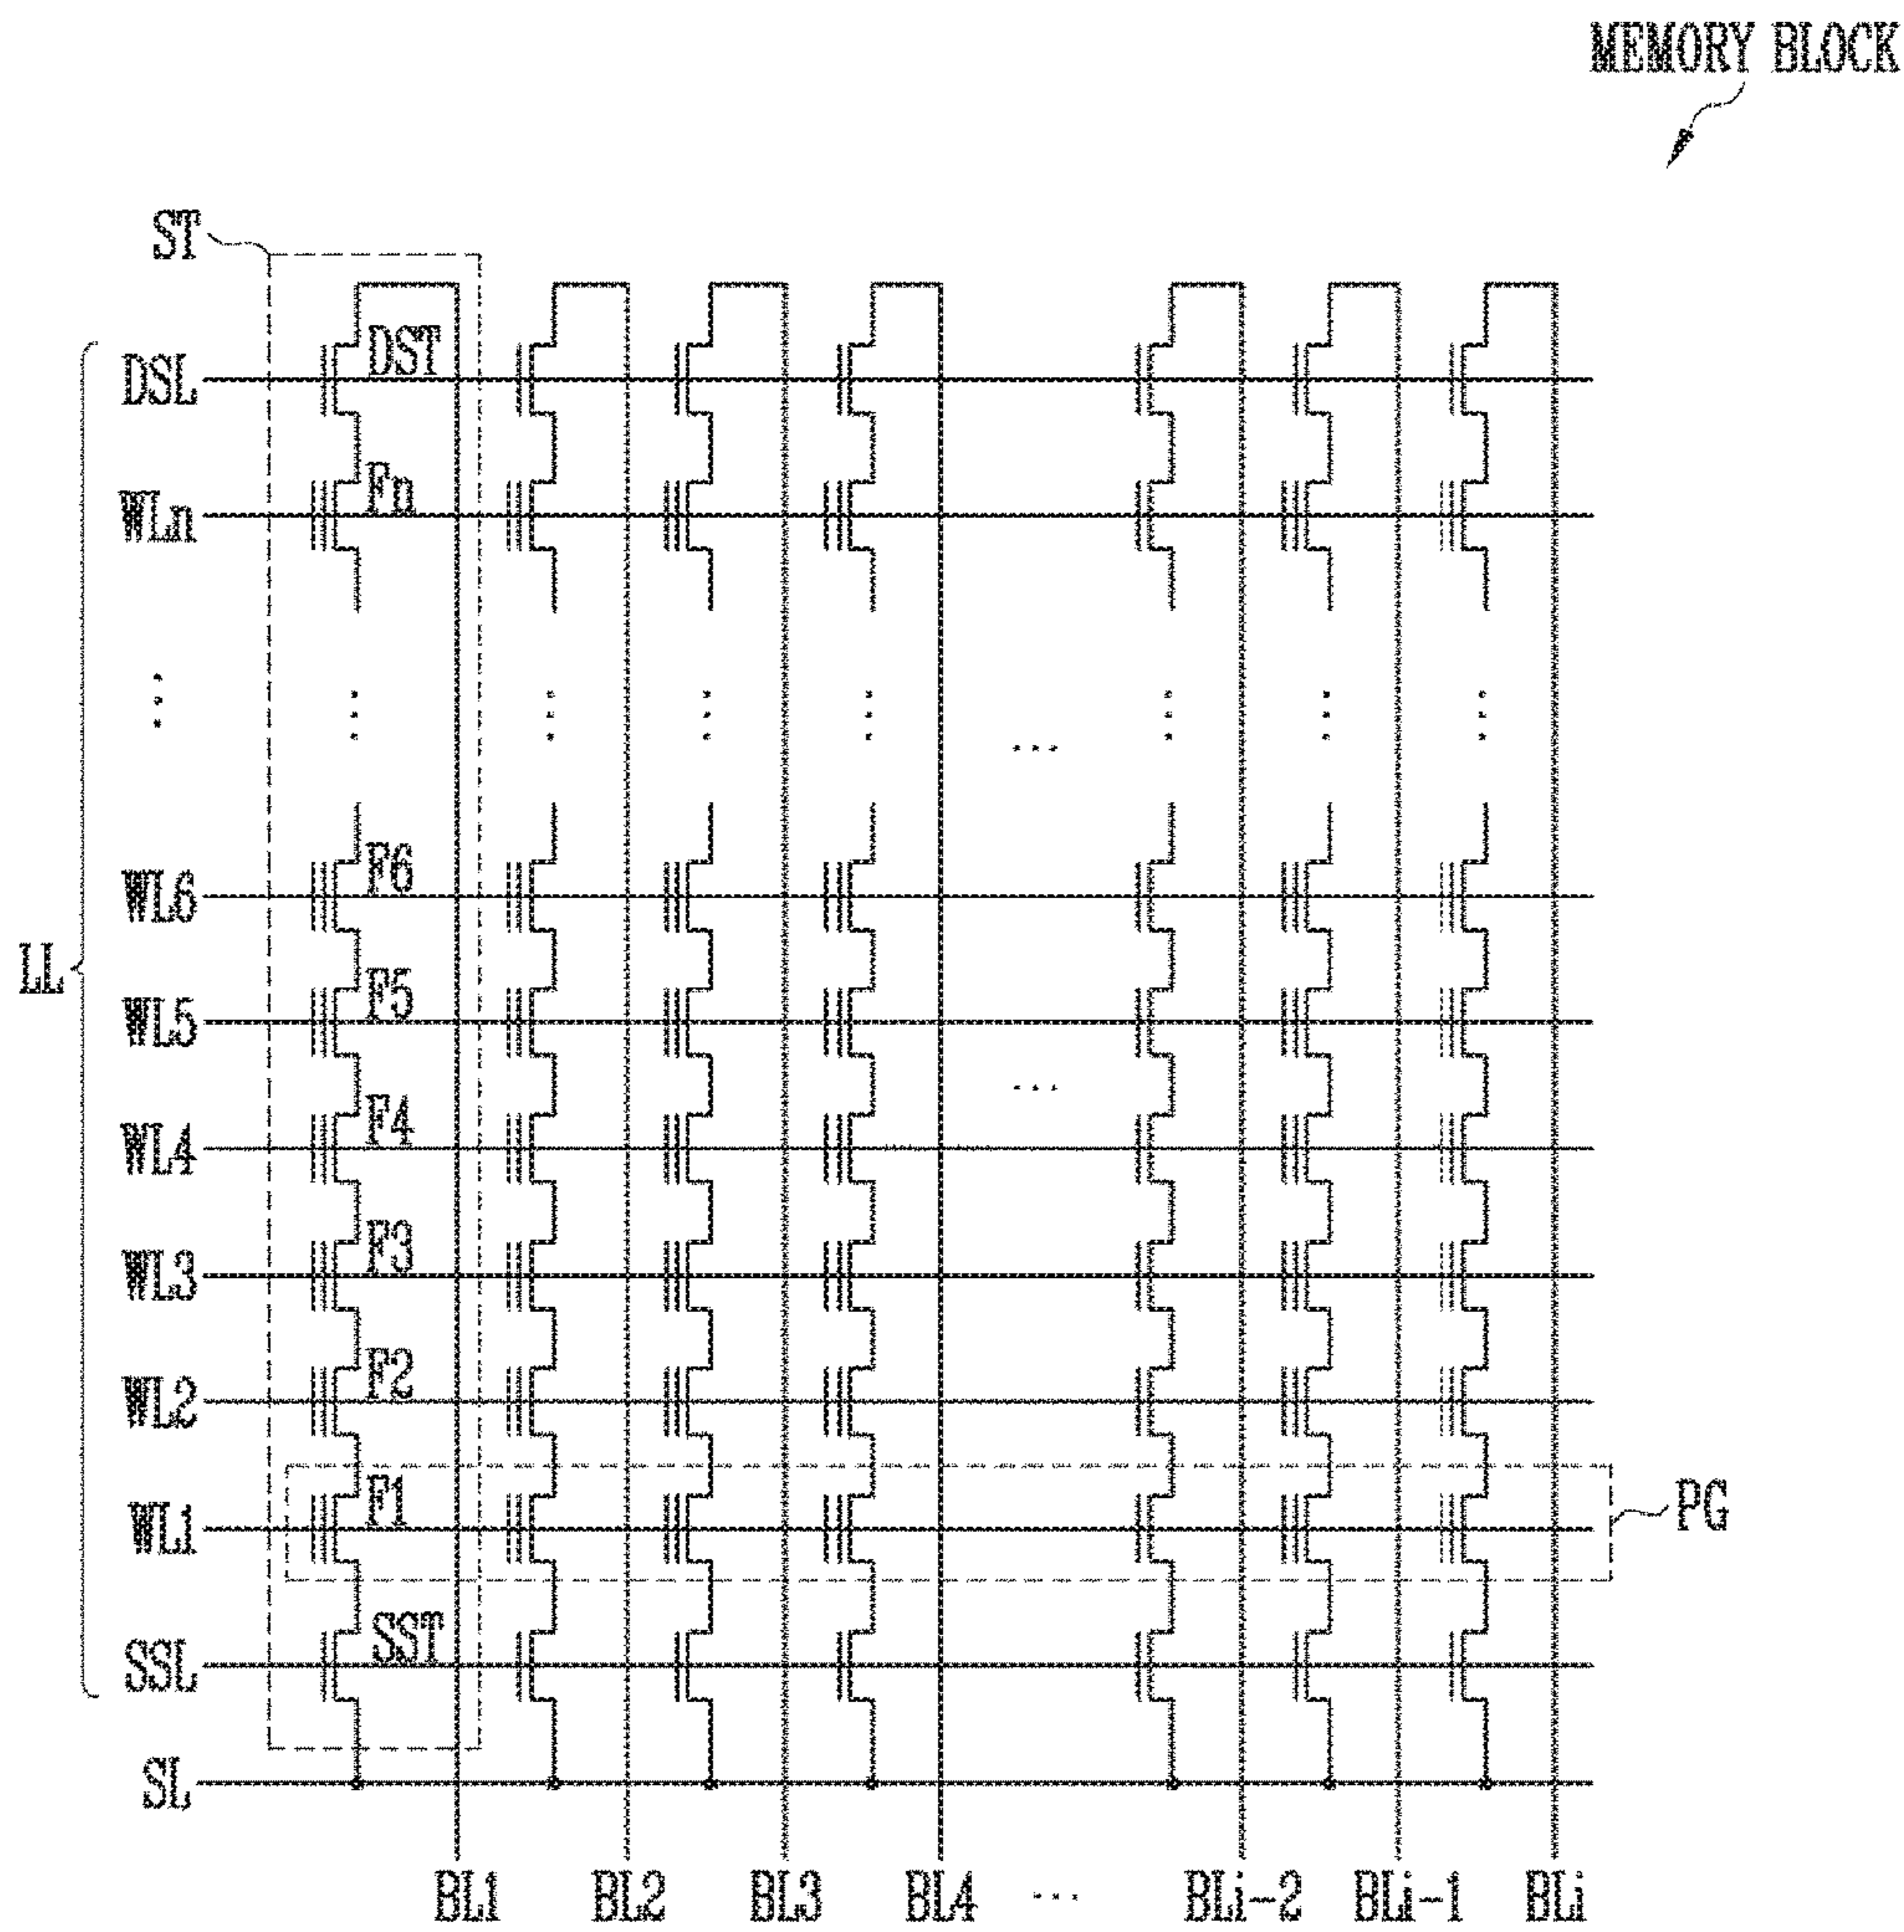 MEMORY BLOCK
ST
DST
DSL
Fn
WLn
⋮
...
F6
WL6
LL
F5
WL5
...
F4
WL4
F3
WL3
F2
WL2
F1
WL1
PG
SST
SSL
SL
BL1 BL2 BL3 BL4 ... BLi-2 BLi-1 BLi